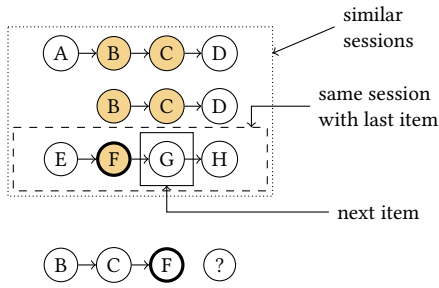 similar
sessions
A B C D
B C D
same session
with last item
E F G H
next item
B C F ?